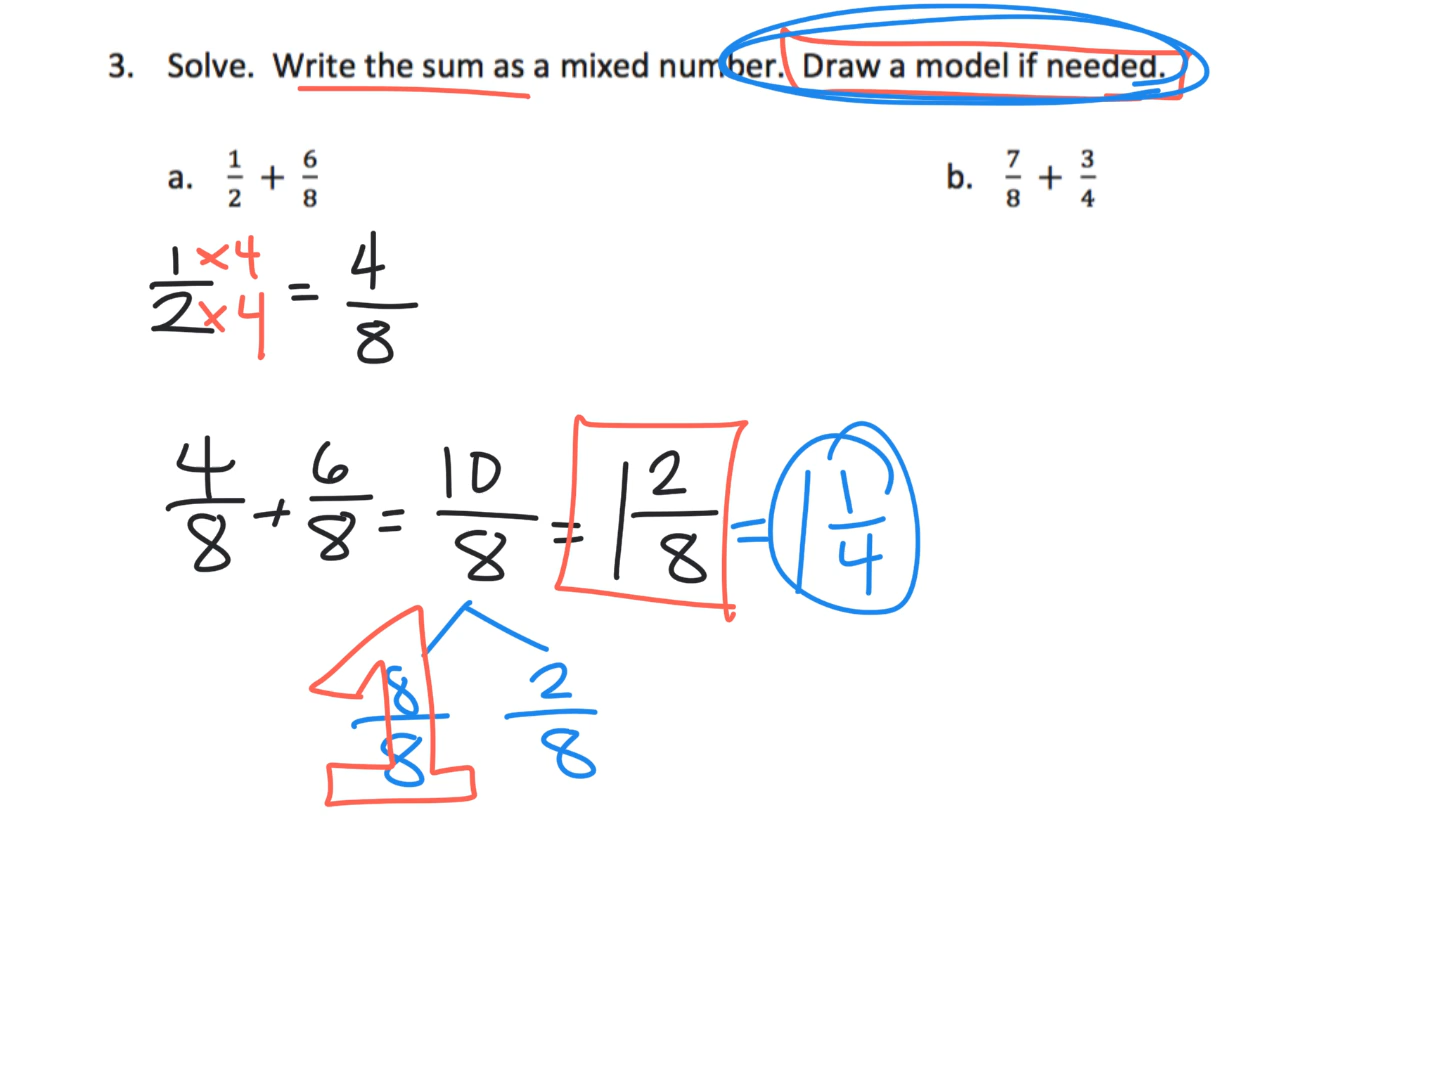 3. Solve. Write the sum as a mixed number. Draw a model if needed.
a. 1/2 + 6/8
b. 7/8 + 3/4
1×4/2×4 = 4/8
4/8 + 6/8 = 10/8 = 1 2/8 = 1 1/4
8/8 2/8
1